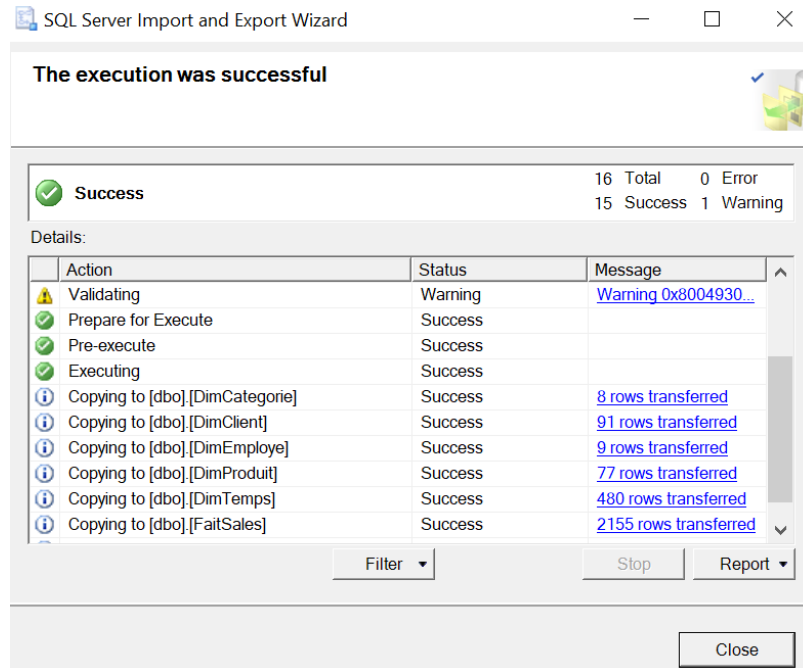 SQL Server Import and Export Wizard
The execution was successful
Success
16 Total 0 Error
15 Success 1 Warning
Details:
Action Status Message
Validating Warning Warning 0x8004930...
Prepare for Execute Success
Pre-execute Success
Executing Success
Copying to [dbo].[DimCategorie] Success 8 rows transferred
Copying to [dbo].[DimClient] Success 91 rows transferred
Copying to [dbo].[DimEmploye] Success 9 rows transferred
Copying to [dbo].[DimProduit] Success 77 rows transferred
Copying to [dbo].[DimTemps] Success 480 rows transferred
Copying to [dbo].[FaitSales] Success 2155 rows transferred
Filter Stop Report
Close